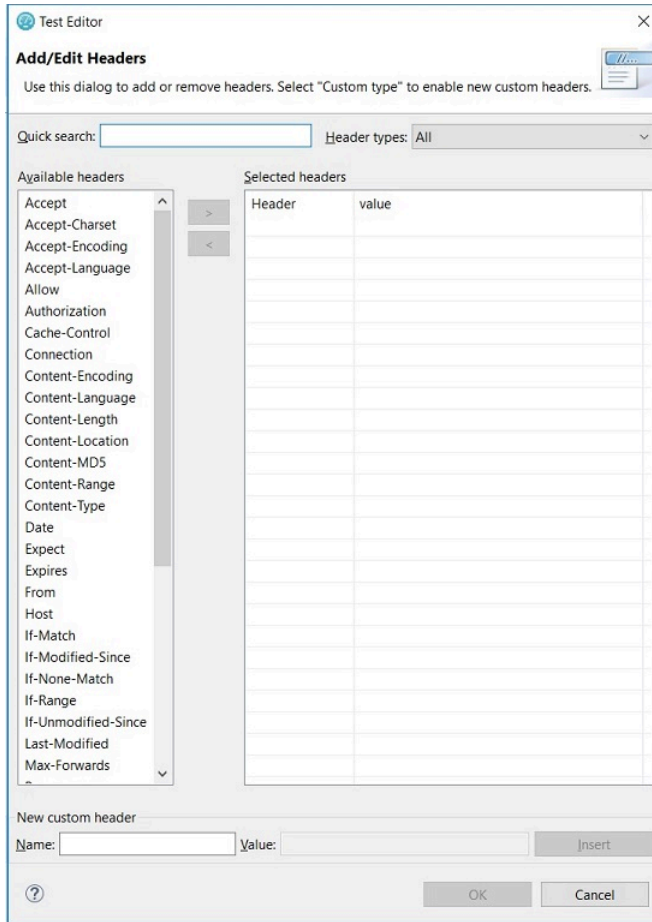 Test Editor
Add/Edit Headers
Use this dialog to add or remove headers. Select "Custom type" to enable new custom headers.
Quick search:
Header types: All
Available headers
Selected headers
Accept
Accept-Charset
Accept-Encoding
Accept-Language
Allow
Authorization
Cache-Control
Connection
Content-Encoding
Content-Language
Content-Length
Content-Location
Content-MD5
Content-Range
Content-Type
Date
Expect
Expires
From
Host
If-Match
If-Modified-Since
If-None-Match
If-Range
If-Unmodified-Since
Last-Modified
Max-Forwards
>
<
Header value
New custom header
Name: Value: Insert
? OK Cancel